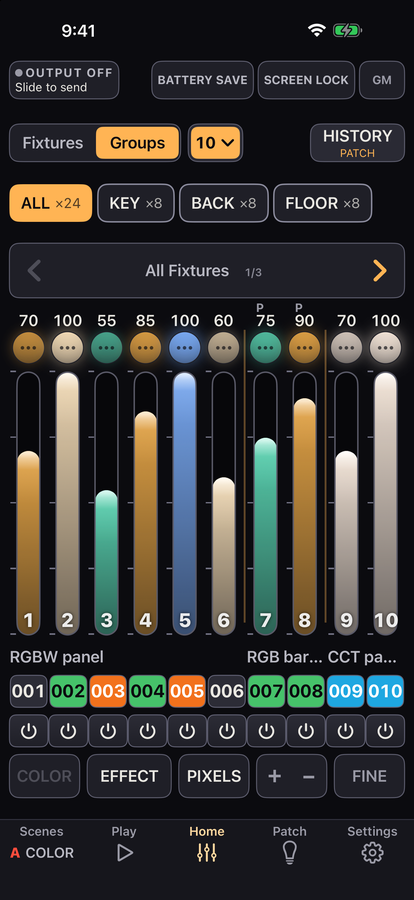 9:41
OUTPUT OFF
Slide to send
BATTERY SAVE
SCREEN LOCK
GM
Fixtures
Groups
10
HISTORY
PATCH
ALL ×24
KEY ×8
BACK ×8
FLOOR ×8
All Fixtures 1/3
P P
70 100 55 85 100 60 75 90 70 100
1 2 3 4 5 6 7 8 9 10
RGBW panel RGB bar... CCT pa...
001 002 003 004 005 006 007 008 009 010
COLOR EFFECT PIXELS + − FINE
Scenes Play Home Patch Settings
A COLOR